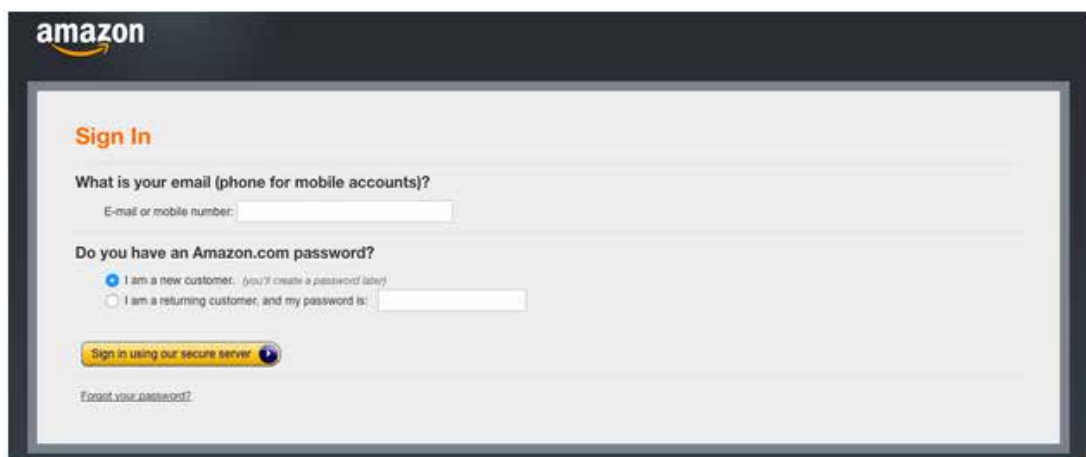 amazon
Sign In
What is your email (phone for mobile accounts)?
E-mail or mobile number:
Do you have an Amazon.com password?
I am a new customer. (you'll create a password later)
I am a returning customer, and my password is:
Sign in using our secure server
Forgot your password?